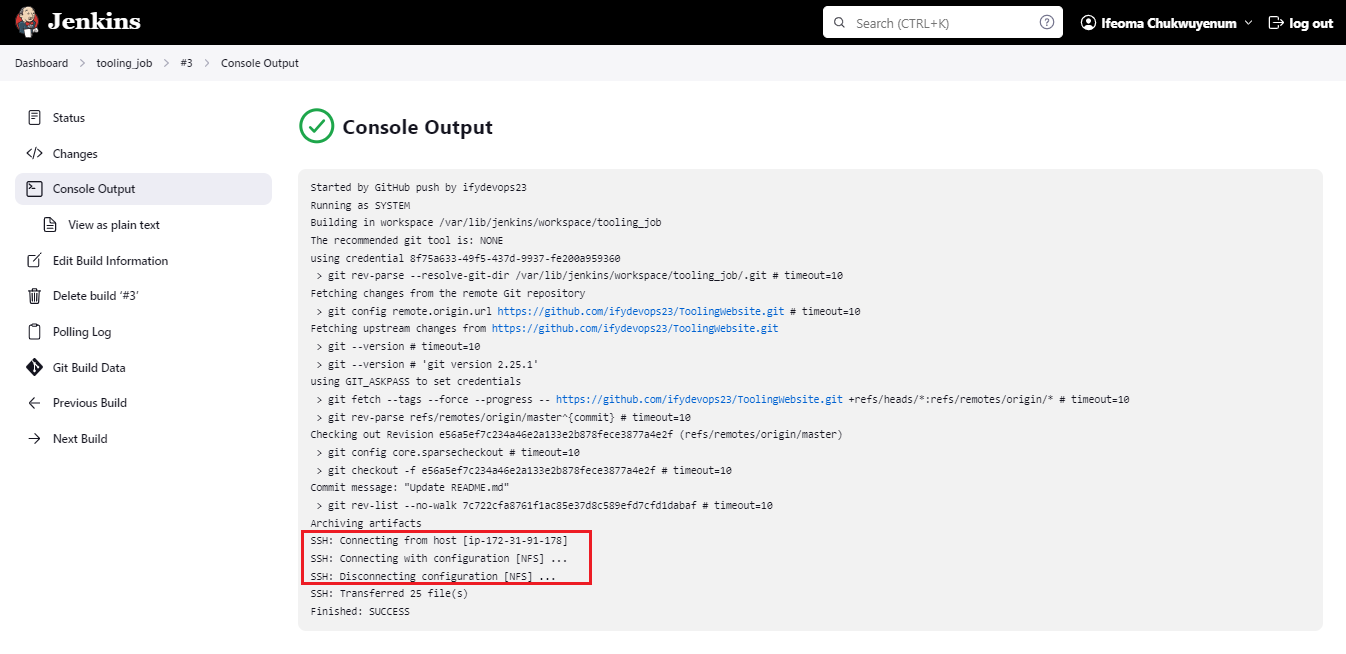 Jenkins
Search (CTRL+K)
Ifeoma Chukwuyenum
log out
Dashboard > tooling_job > #3 > Console Output
Status
Changes
Console Output
View as plain text
Edit Build Information
Delete build ‘#3’
Polling Log
Git Build Data
Previous Build
Next Build
Console Output
Started by GitHub push by ifydevops23
Running as SYSTEM
Building in workspace /var/lib/jenkins/workspace/tooling_job
The recommended git tool is: NONE
using credential 8f75a633-49f5-437d-9937-fe200a959360
> git rev-parse --resolve-git-dir /var/lib/jenkins/workspace/tooling_job/.git # timeout=10
Fetching changes from the remote Git repository
> git config remote.origin.url https://github.com/ifydevops23/ToolingWebsite.git # timeout=10
Fetching upstream changes from https://github.com/ifydevops23/ToolingWebsite.git
> git --version # timeout=10
> git --version # 'git version 2.25.1'
using GIT_ASKPASS to set credentials
> git fetch --tags --force --progress -- https://github.com/ifydevops23/ToolingWebsite.git +refs/heads/*:refs/remotes/origin/* # timeout=10
> git rev-parse refs/remotes/origin/master^{commit} # timeout=10
Checking out Revision e56a5ef7c234a46e2a133e2b878fece3877a4e2f (refs/remotes/origin/master)
> git config core.sparsecheckout # timeout=10
> git checkout -f e56a5ef7c234a46e2a133e2b878fece3877a4e2f # timeout=10
Commit message: "Update README.md"
> git rev-list --no-walk 7c722cfa8761f1ac85e37d8c589efd7cfd1dabaf # timeout=10
Archiving artifacts
SSH: Connecting from host [ip-172-31-91-178]
SSH: Connecting with configuration [NFS] ...
SSH: Disconnecting configuration [NFS] ...
SSH: Transferred 25 file(s)
Finished: SUCCESS